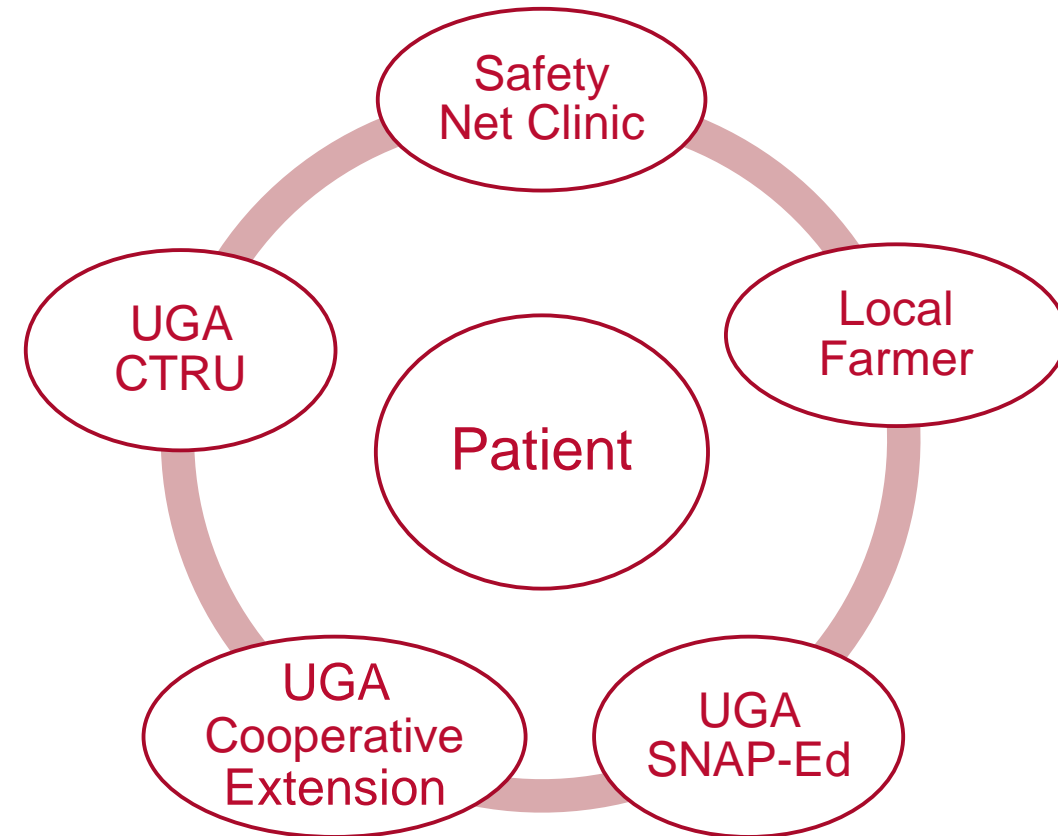 Safety
Net Clinic
Local
Farmer
UGA
SNAP-Ed
UGA
Cooperative
Extension
UGA
CTRU
Patient